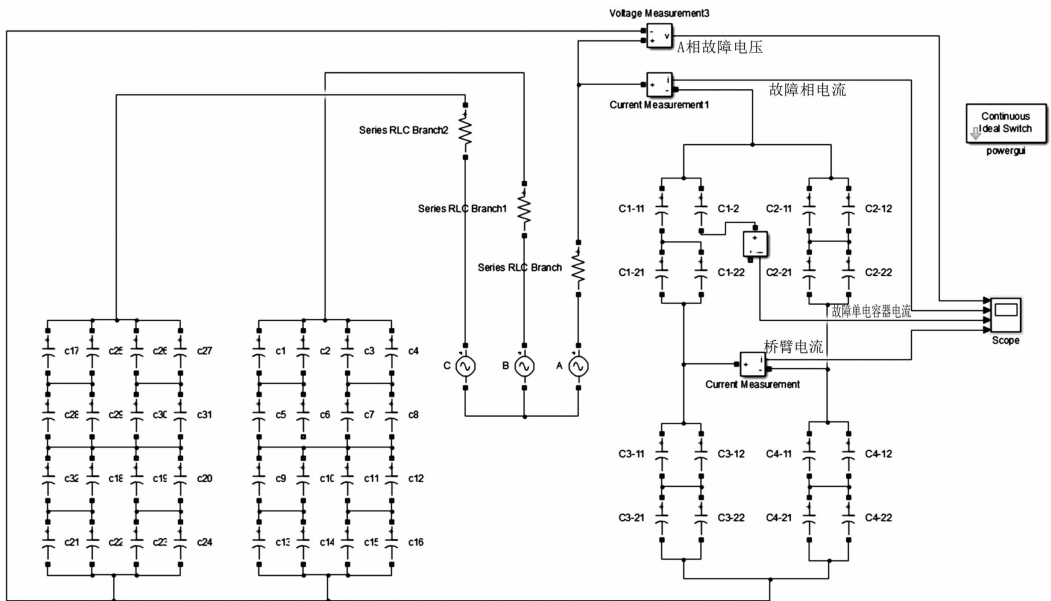 Voltage Measurement3
- v
+
A相故障电压
+ i
-
故障相电流
Current Measurement1
Continuous
Ideal Switch
powergui
Series RLC Branch2
Series RLC Branch1
Series RLC Branch
C1-11 C1-2 C2-11 C2-12
C1-21 C1-22 C2-21 C2-22
故障单电容器电流
Scope
桥臂电流
+ i
-
Current Measurement
C B A
c17 c25 c26 c27 c1 c2 c3 c4
c28 c29 c30 c31 c5 c6 c7 c8
c32 c18 c19 c20 c9 c10 c11 c12
c21 c22 c23 c24 c13 c14 c15 c16
C3-11 C3-12 C4-11 C4-12
C3-21 C3-22 C4-21 C4-22